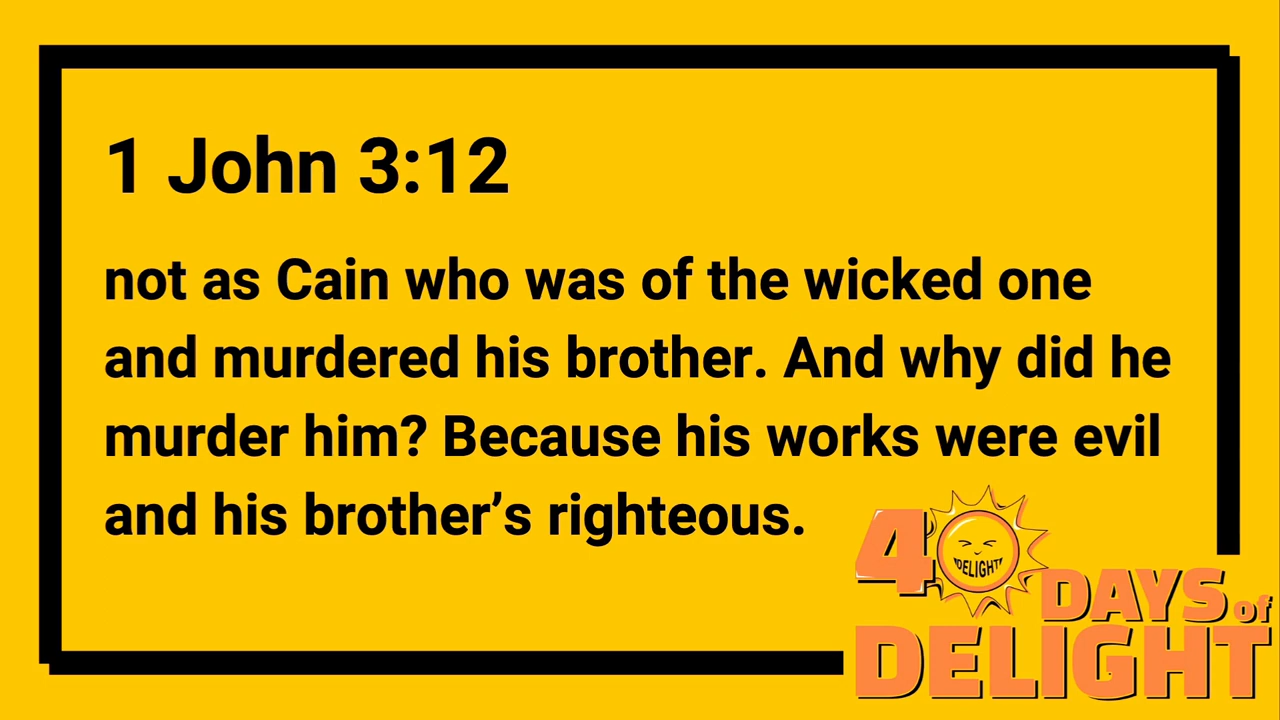 1 John 3:12
not as Cain who was of the wicked one
and murdered his brother. And why did he
murder him? Because his works were evil
and his brother’s righteous.
40
DELIGHT
DAYS of
DELIGHT